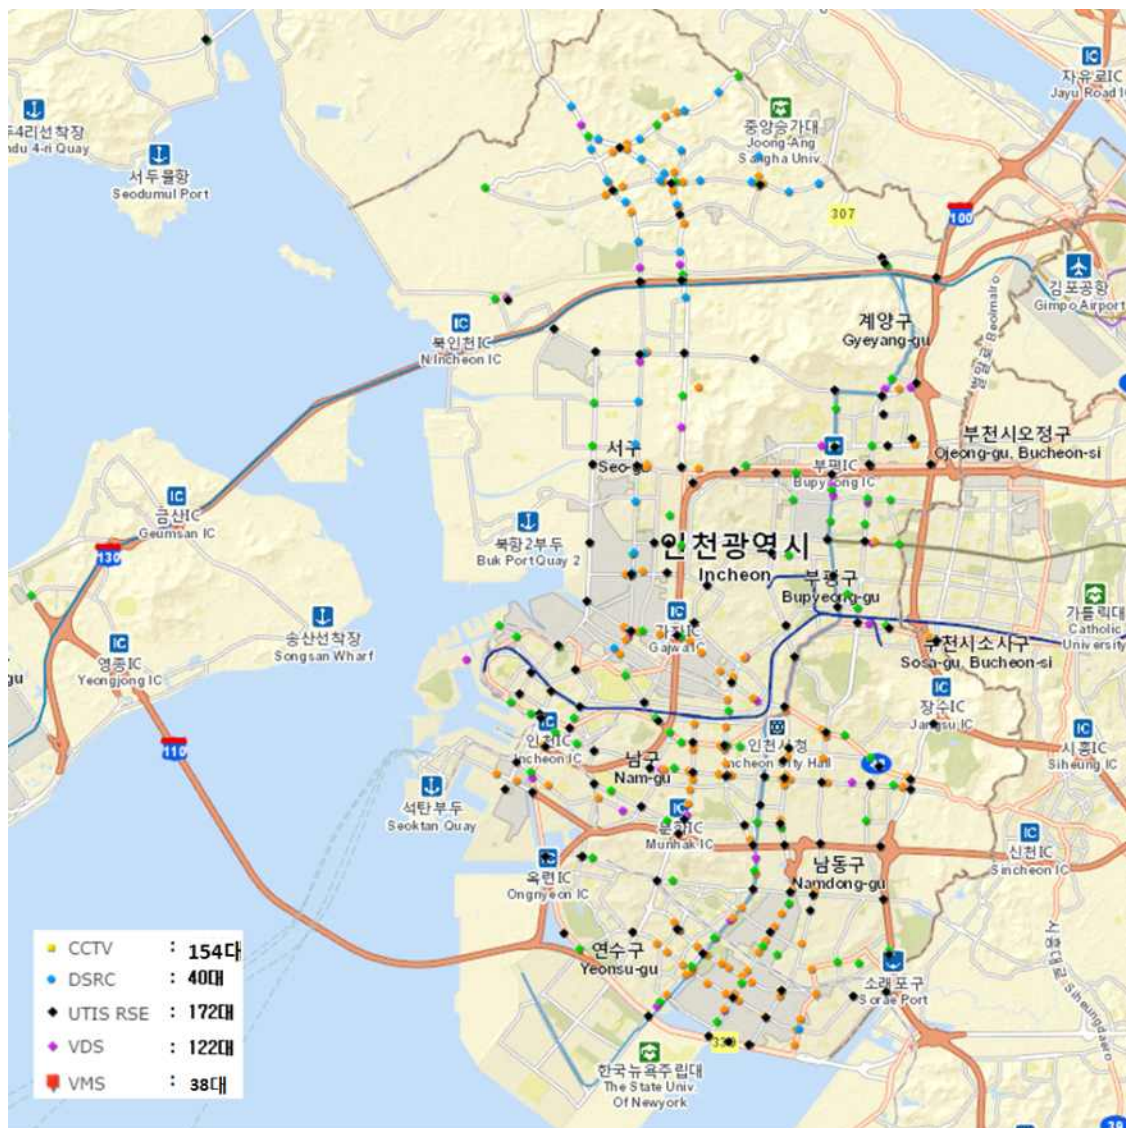 자유로IC
Jayu Road I
중앙승가대
Joong-Ang
Sangha Univ
두4리선착장
ndu 4-ri Quay
서두물항
Seodumul Port
307
100
김포공항
Gimpo Airport
벌말로 Beolmalro
계양구
Gyeyang-gu
북인천IC
N.Incheon IC
서구
Seo-g
부평IC
Bupyeong IC
부천시오정구
Ojeong-gu, Bucheon-si
금산IC
Geumsan IC
130
북항2부두
Buk PortQuay 2
인천광역시
Incheon
부평구
Bupyeong-gu
가톨릭대
Catholic
University
송산선착장
Songsan Wharf
가좌IC
Gajwa I
부천시소사구
Sosa-gu, Bucheon-si
영종IC
Yeongjong IC
gu
장수IC
Jangsu IC
110
인천IC
Incheon IC
인천시청
Incheon City Hall
시흥IC
Siheung IC
남구
Nam-gu
석탄부두
Seoktan Quay
문학IC
Munhak IC
신천IC
Sincheon IC
옥련IC
Ongnyeon IC
남동구
Namdong-gu
시흥대로 Siheungdaero
연수구
Yeonsu-gu
소래포구
Sorae Port
330
한국뉴욕주립대
The State Univ.
Of Newyork
39
CCTV : 154대
DSRC : 40대
UTIS RSE : 172대
VDS : 122대
VMS : 38대